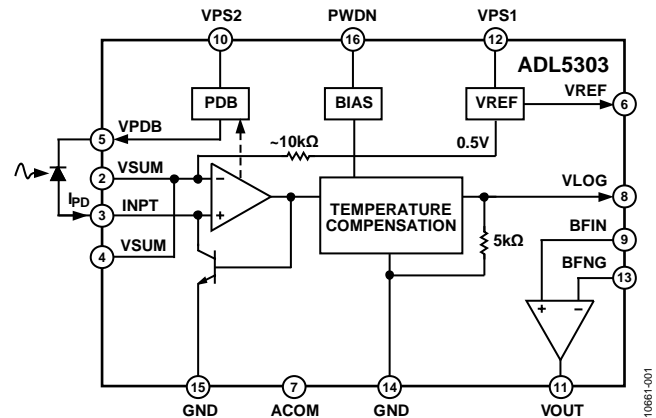 VPS2 PWDN VPS1
10 16 12
ADL5303
PDB BIAS VREF VREF
6
5 VPDB
~10kΩ 0.5V
2 VSUM
−
IPD
3 INPT
+
TEMPERATURE
COMPENSATION
VLOG
8
4 VSUM
5kΩ
BFIN
9
BFNG
13
+ −
15 7 14 11
GND ACOM GND VOUT
10661-001